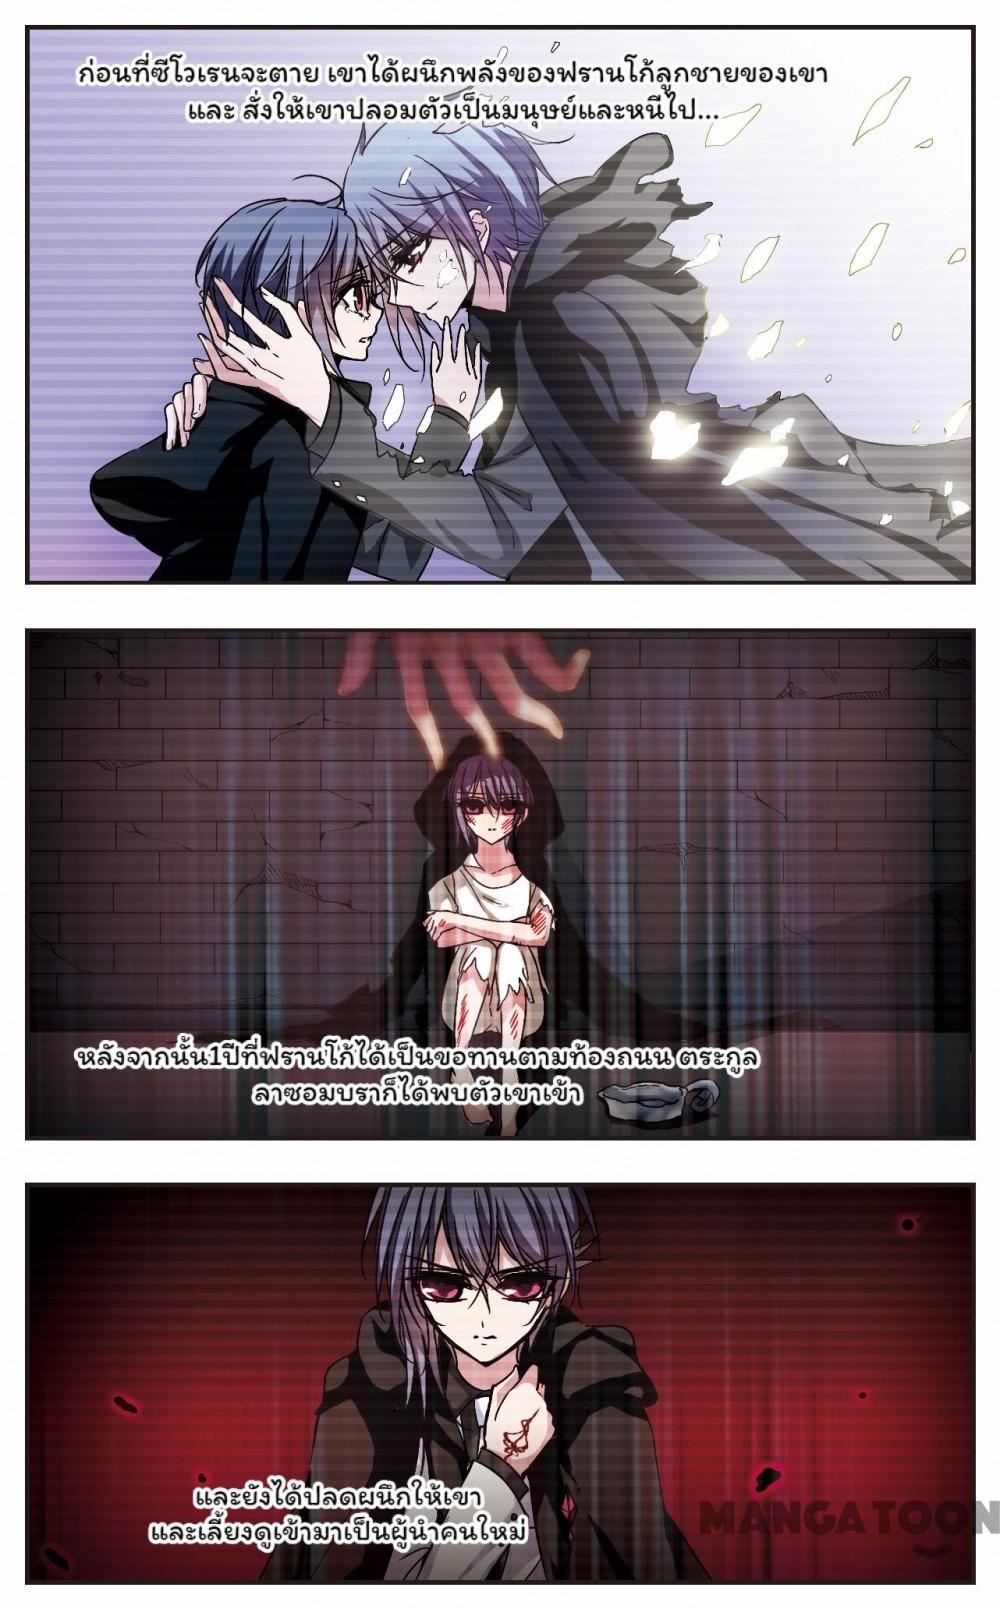 ก่อนที่ซีโวเรนจะตาย เขาได้ผนึกพลังของฟรานโก้ลูกชายของเขา
และ สั่งให้เขาปลอมตัวเป็นมนุษย์และหนีไป...
หลังจากนั้น1ปีที่ฟรานโก้ได้เป็นขอทานตามท้องถนน ตระกูล
ลาซอมบราก็ได้พบตัวเขาเข้า
และยังได้ปลดผนึกให้เขา
และเลี้ยงดูเข้ามาเป็นผู้นำคนใหม่
MANGATOON